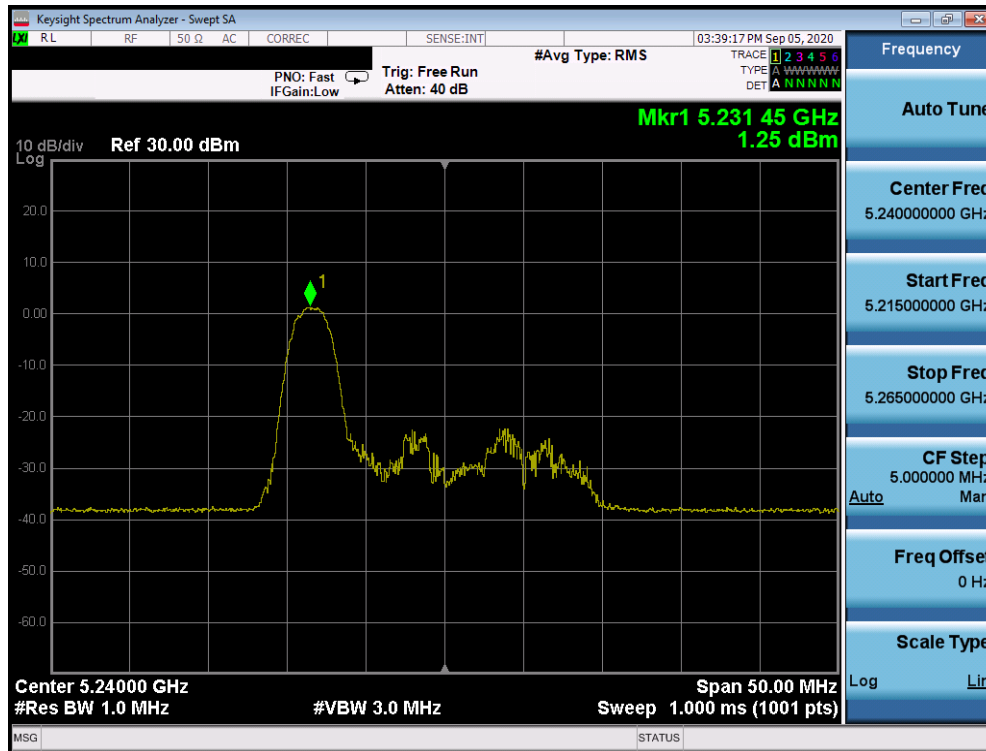 Keysight Spectrum Analyzer - Swept SA
LXI RL RF 50 Ω AC CORREC SENSE:INT 03:39:17 PM Sep 05, 2020
#Avg Type: RMS TRACE 1 2 3 4 5 6
PNO: Fast Trig: Free Run TYPE A WWWWW
IFGain:Low Atten: 40 dB DET A N N N N N
Mkr1 5.231 45 GHz
1.25 dBm
10 dB/div Ref 30.00 dBm
Log
20.0
10.0
1
0.00
-10.0
-20.0
-30.0
-40.0
-50.0
-60.0
Center 5.24000 GHz Span 50.00 MHz
#Res BW 1.0 MHz #VBW 3.0 MHz Sweep 1.000 ms (1001 pts)
MSG STATUS
Frequency
Auto Tune
Center Freq
5.240000000 GHz
Start Freq
5.215000000 GHz
Stop Freq
5.265000000 GHz
CF Step
5.000000 MHz
Auto Man
Freq Offset
0 Hz
Scale Type
Log Lin